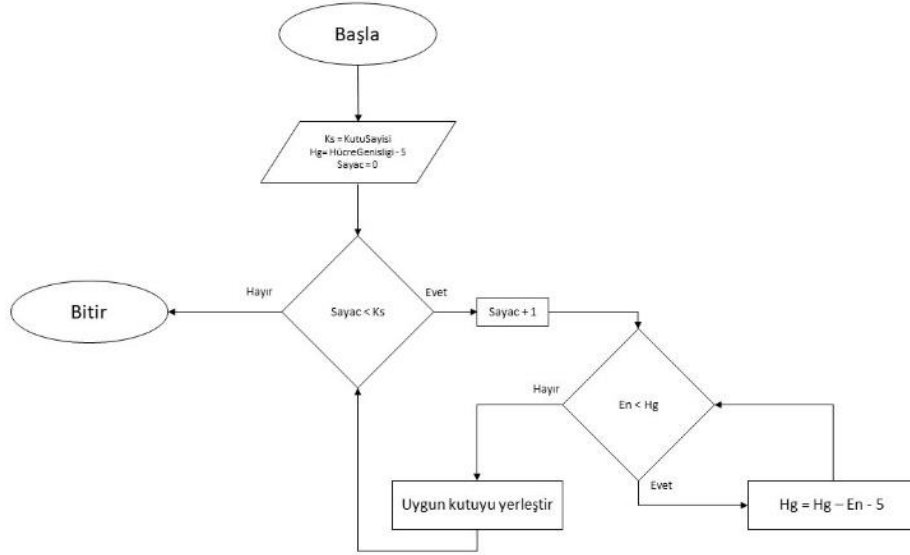 Başla
Ks = KutuSayisi
Hg= HücreGenisligi - 5
Sayac = 0
Hayır
Evet
Bitir
Sayac < Ks
Sayac + 1
Hayır
En < Hg
Evet
Uygun kutuyu yerleştir
Hg = Hg – En - 5